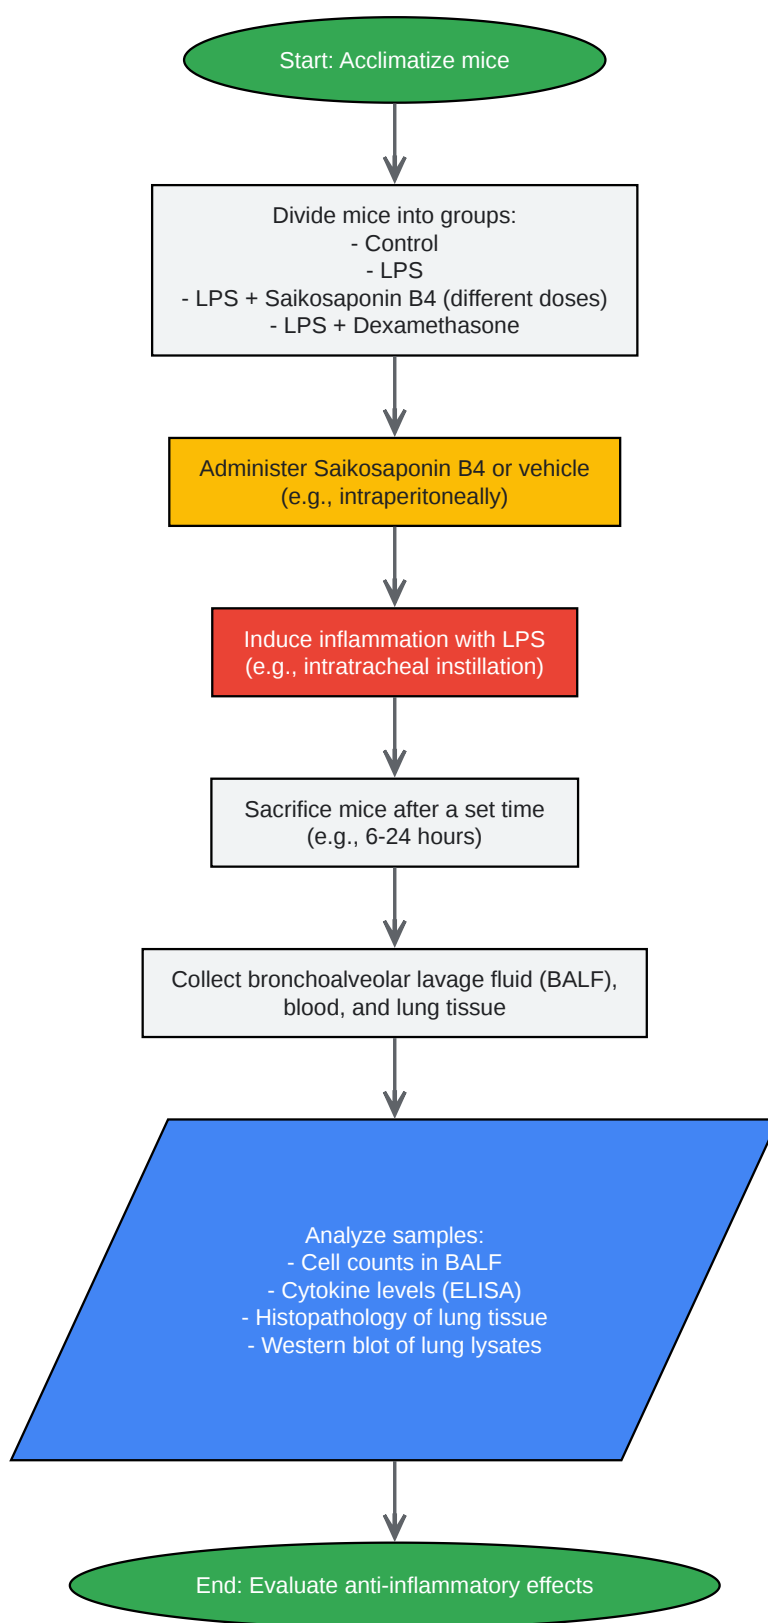 Start: Acclimatize mice
Divide mice into groups:
- Control
- LPS
- LPS + Saikosaponin B4 (different doses)
- LPS + Dexamethasone
Administer Saikosaponin B4 or vehicle
(e.g., intraperitoneally)
Induce inflammation with LPS
(e.g., intratracheal instillation)
Sacrifice mice after a set time
(e.g., 6-24 hours)
Collect bronchoalveolar lavage fluid (BALF),
blood, and lung tissue
Analyze samples:
- Cell counts in BALF
- Cytokine levels (ELISA)
- Histopathology of lung tissue
- Western blot of lung lysates
End: Evaluate anti-inflammatory effects